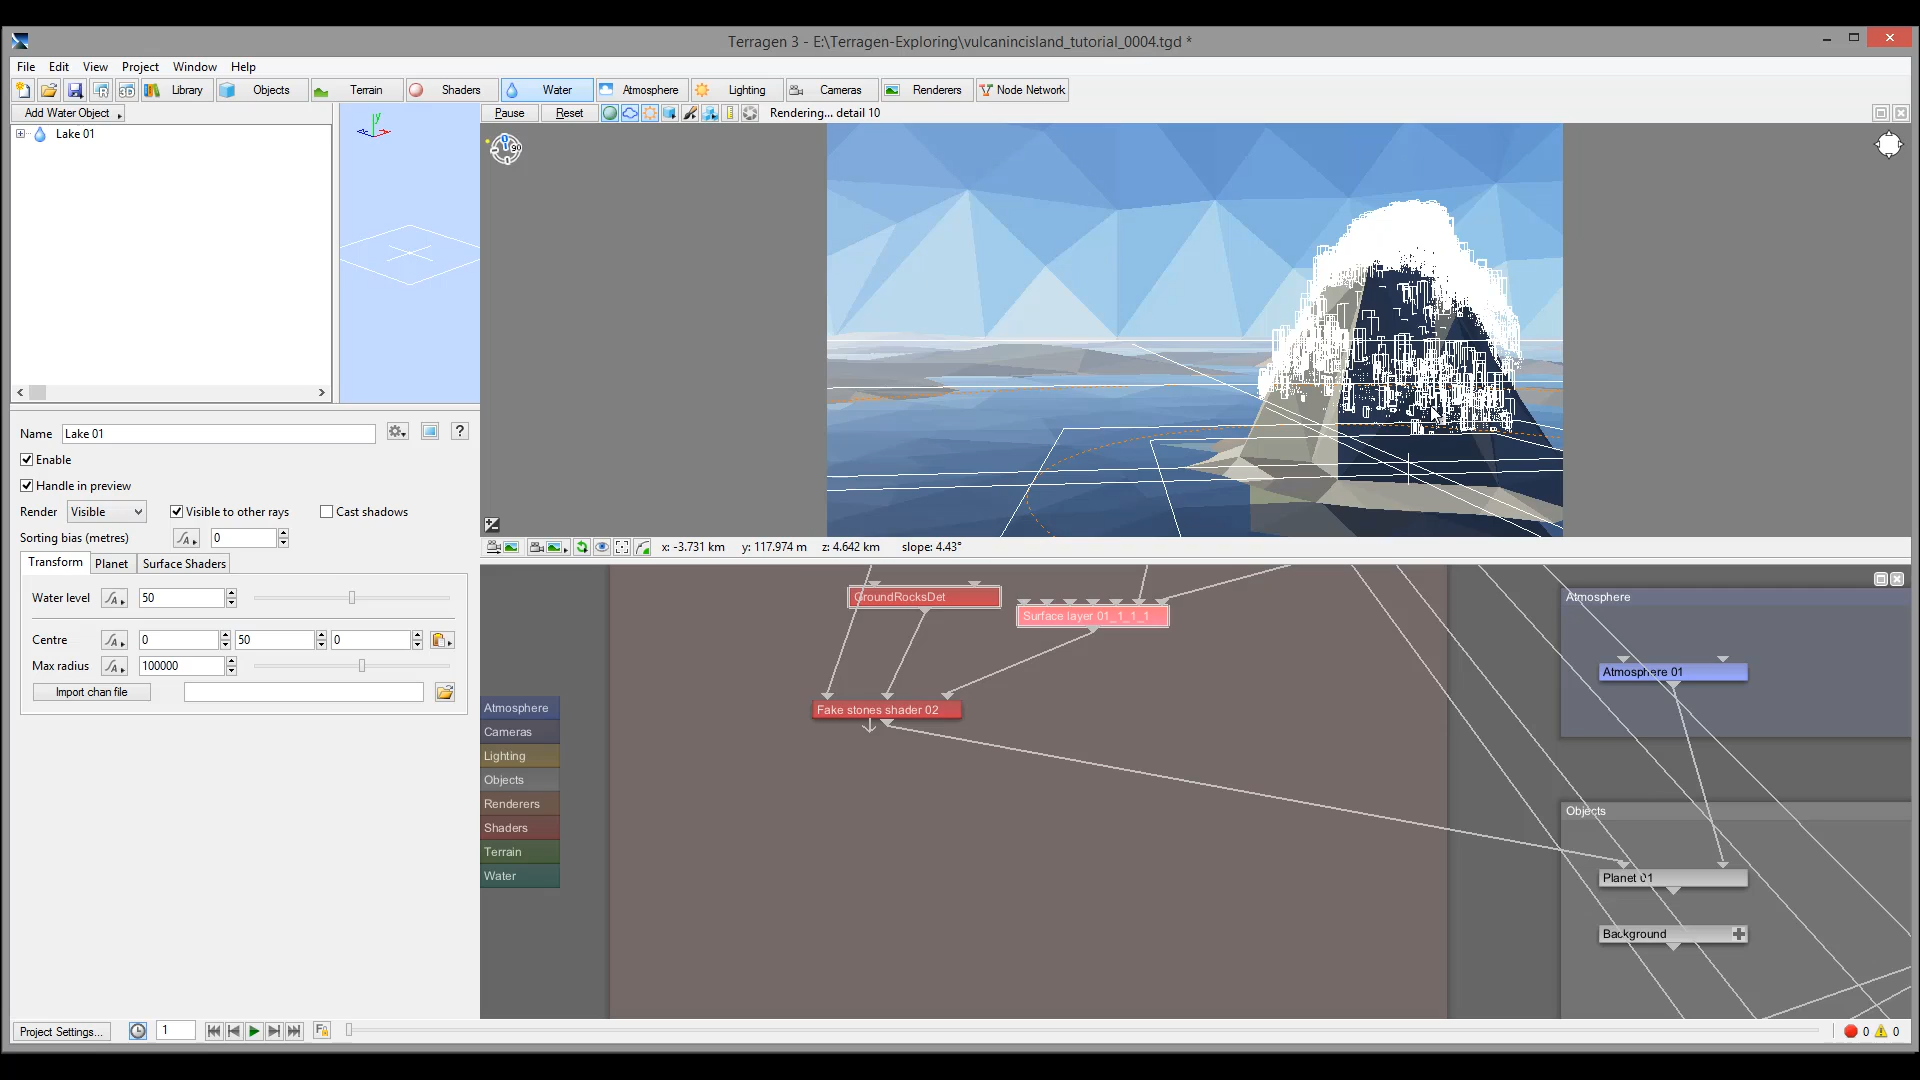 Terragen 3 - E:\Terragen-Exploring\vulcanincisland_tutorial_0004.tgd *
File Edit View Project Window Help
Library Objects Terrain Shaders Water Atmosphere Lighting Cameras Renderers Node Network
Add Water Object
Pause Reset Rendering... detail 10
Lake 01
y
90
Name Lake 01
Enable
Handle in preview
Render Visible Visible to other rays Cast shadows
Sorting bias (metres) 0
Transform Planet Surface Shaders
Water level 50
Centre 0 50 0
Max radius 100000
Import chan file
x: -3.731 km y: 117.974 m z: 4.642 km slope: 4.43°
GroundRocksDet
Surface layer 01_1_1_1
Fake stones shader 02
Atmosphere
Cameras
Lighting
Objects
Renderers
Shaders
Terrain
Water
Atmosphere
Atmosphere 01
Objects
Planet 01
Background
Project Settings... 1 0 0